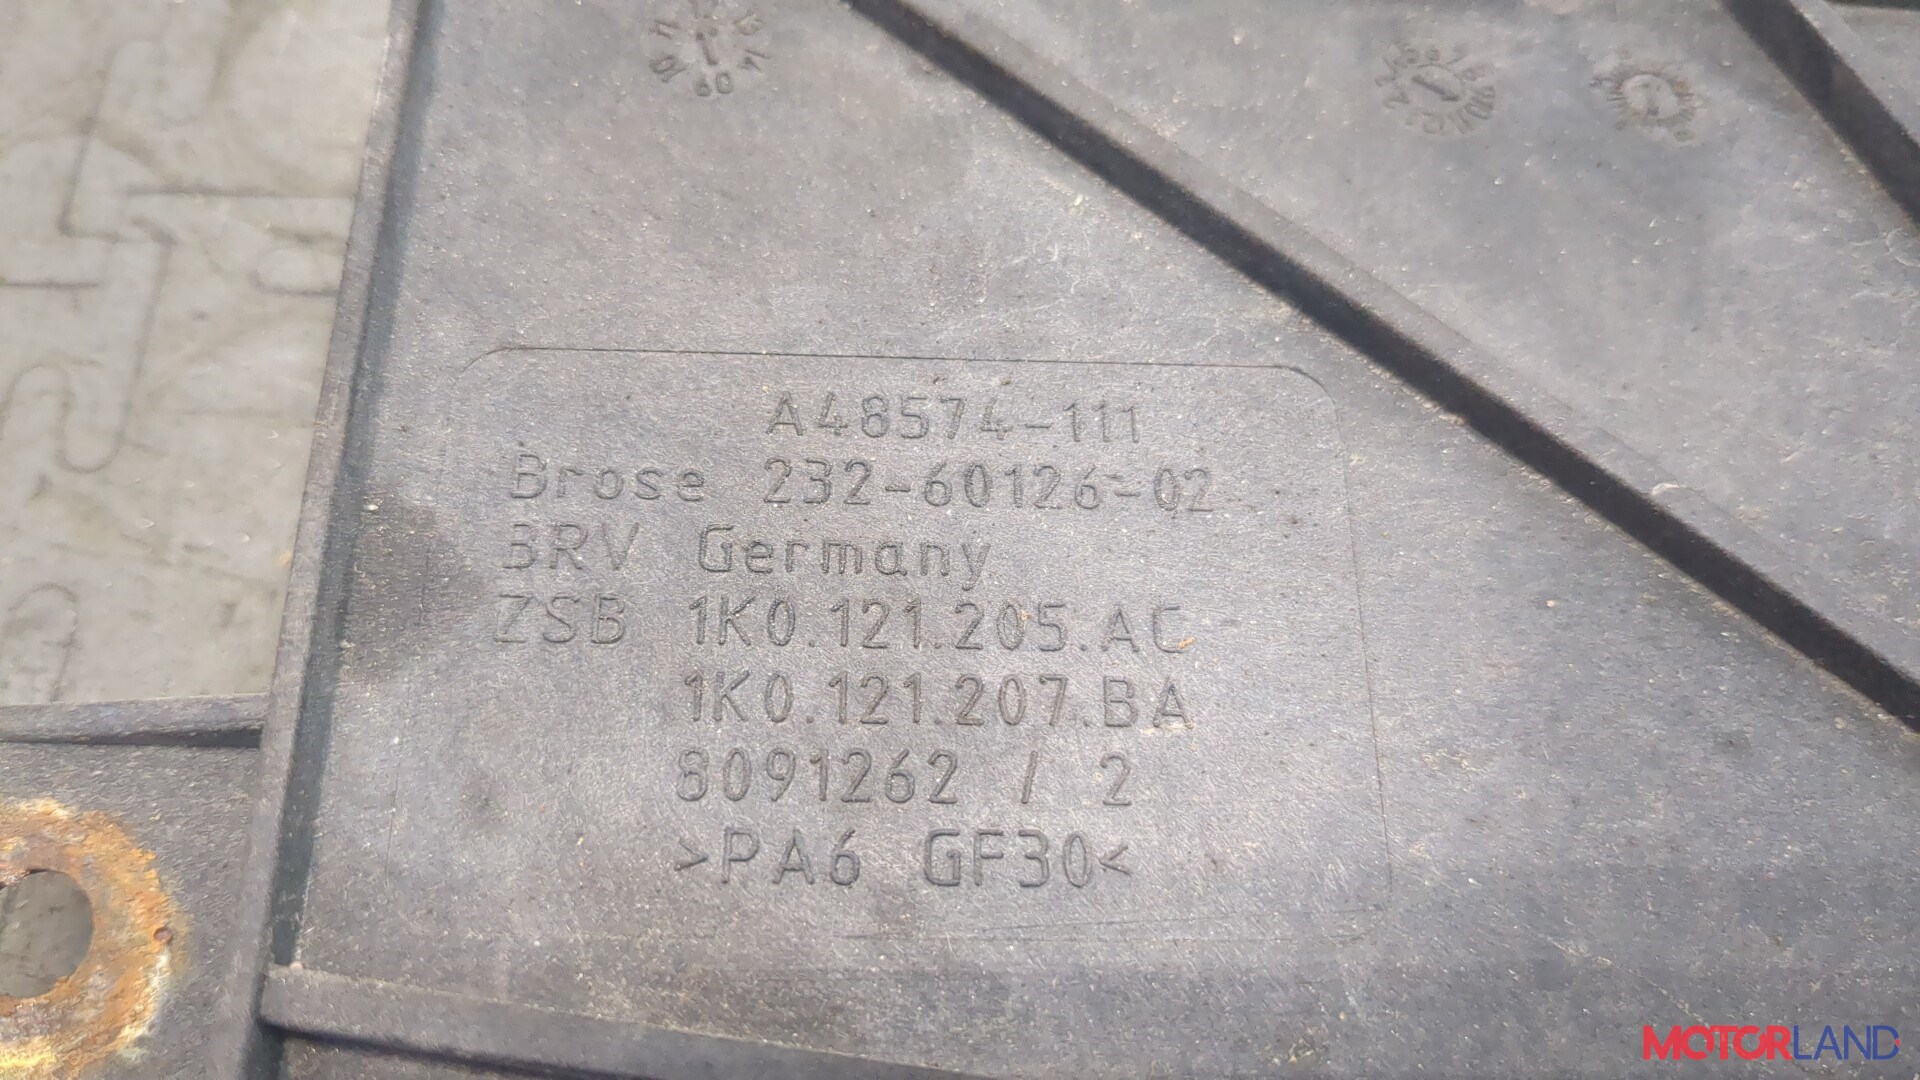 A48574-111
Brose 232-60126-02
BRV Germany
ZSB 1K0.121.205.AC
1K0.121.207.BA
8091262 / 2
>PA6 GF30<
MOTORLAND